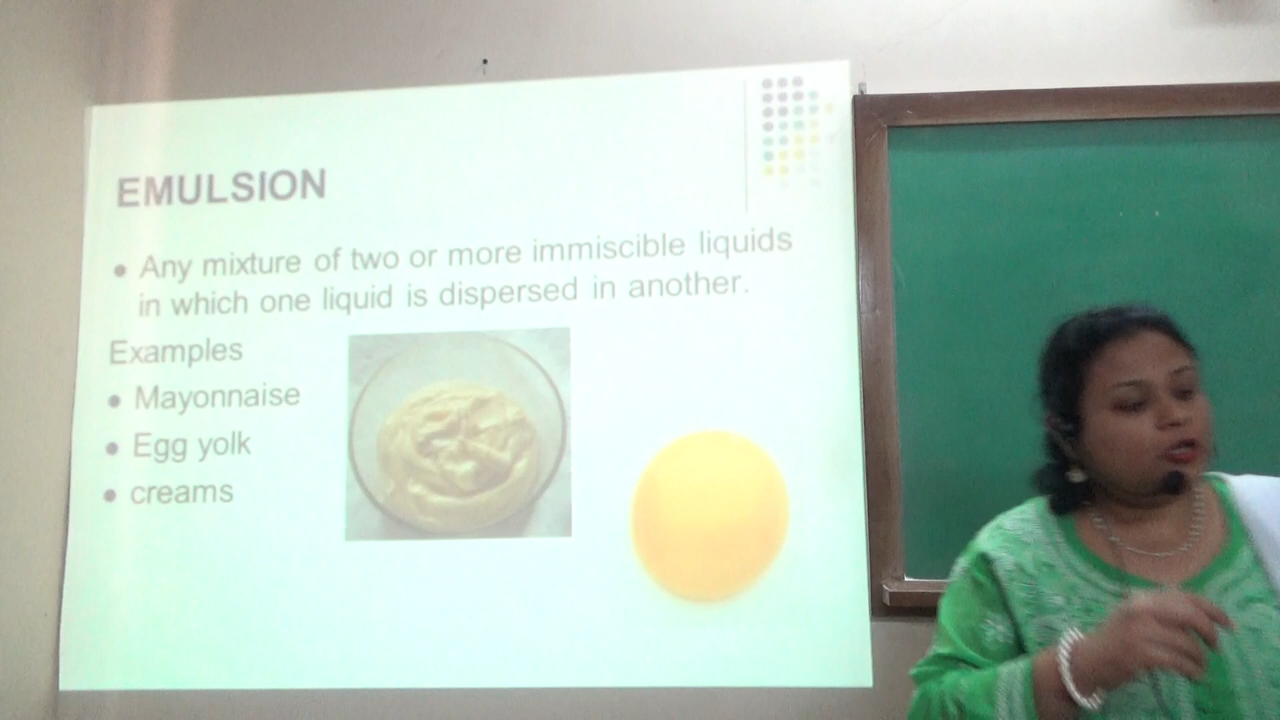 EMULSION
• Any mixture of two or more immiscible liquids
in which one liquid is dispersed in another.
Examples
• Mayonnaise
• Egg yolk
• creams